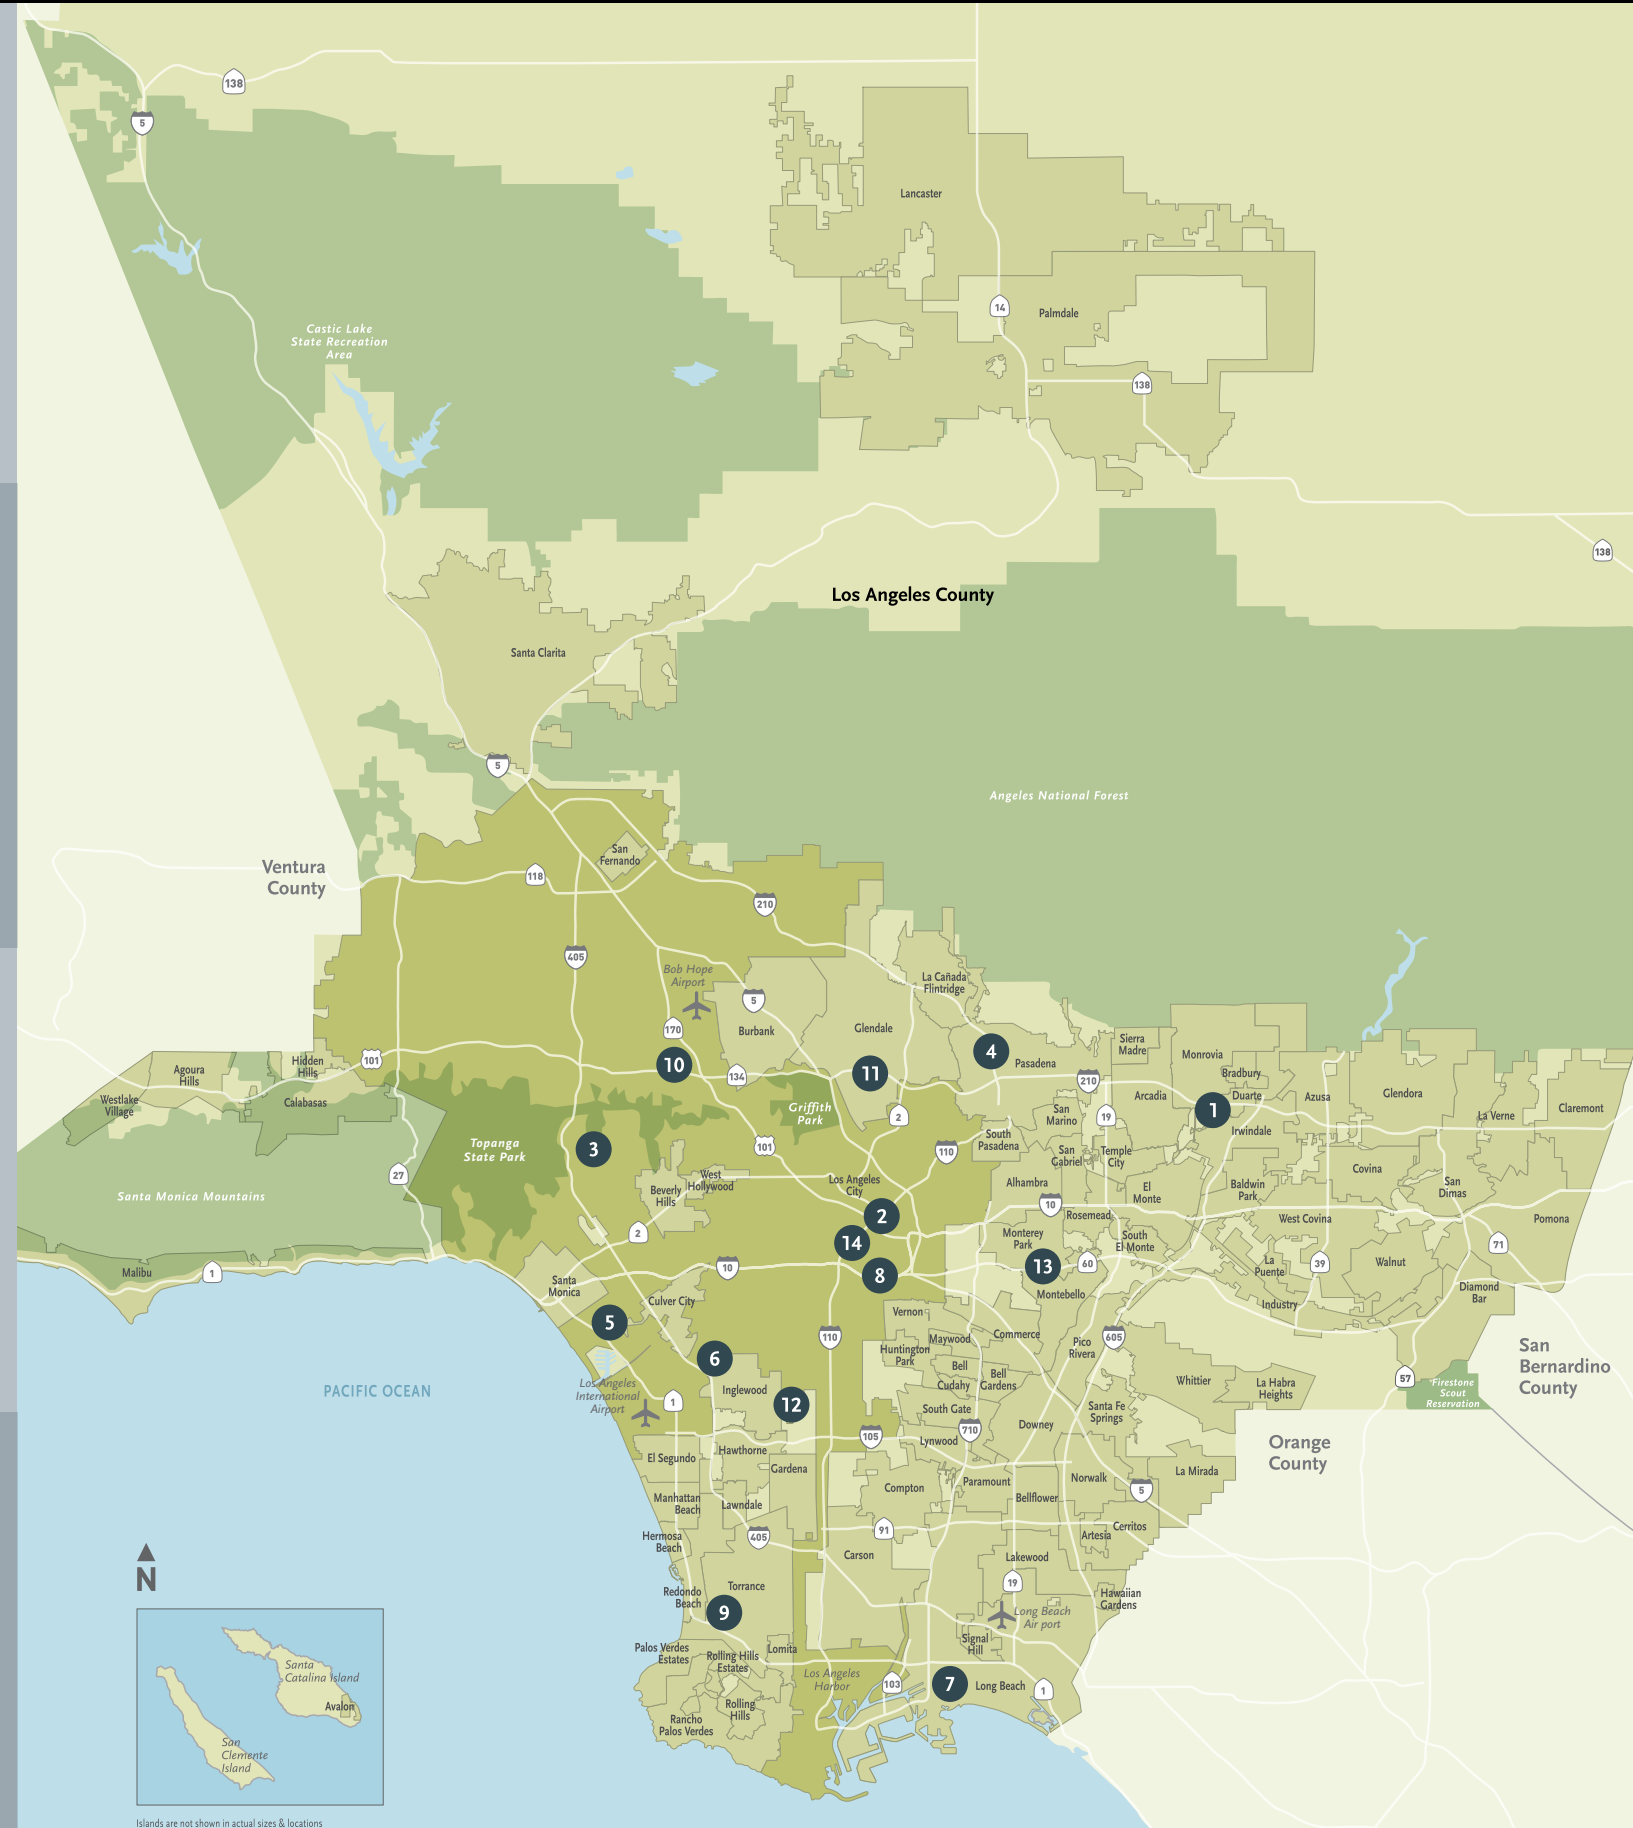 138
5
Lancaster
Castic Lake
State Recreation
Area
14
Palmdale
138
138
Los Angeles County
Santa Clarita
5
Angeles National Forest
Ventura
County
San
Fernando
118
210
405
Bob Hope
Airport
La Cañada
Flintridge
5
170
Burbank
Glendale
Sierra
Madre
Monrovia
4
Pasadena
101
Hidden
Hills
Agoura
Hills
10
134
11
210
Bradbury
Duarte
Arcadia
Azusa
Glendora
Westlake
Village
Calabasas
Griffith
Park
2
San
Marino
19
1
La Verne
Claremont
Irwindale
Topanga
State Park
3
101
110
South
Pasadena
San
Gabriel
Temple
City
Covina
27
West
Hollywood
Beverly
Hills
Los Angeles
City
Alhambra
El
Monte
Baldwin
Park
San
Dimas
Santa Monica Mountains
10
Rosemead
2
West Covina
Pomona
2
14
Monterey
Park
South
El Monte
71
Malibu
1
10
8
13
60
La
Puente
39
Walnut
Santa
Monica
Culver City
Montebello
Industry
Diamond
Bar
5
Vernon
110
Maywood
Commerce
Pico
Rivera
605
San
Bernardino
County
Huntington
Park
6
Bell
Cudahy
Bell
Gardens
Whittier
La Habra
Heights
57
Firestone
Scout
Reservation
PACIFIC OCEAN
Los Angeles
International
Airport
Inglewood
1
12
South Gate
Santa Fe
Springs
Downey
105
710
Lynwood
Orange
County
El Segundo
Hawthorne
Gardena
La Mirada
Norwalk
Compton
Paramount
5
Bellflower
Manhattan
Beach
Lawndale
91
Cerritos
Artesia
Hermosa
Beach
405
Carson
Lakewood
N
19
Redondo
Beach
Torrance
Hawaiian
Gardens
9
Long Beach
Air port
Signal
Hill
Palos Verdes
Estates
Rolling Hills
Estates
Lomita
Los Angeles
Harbor
103
7
Long Beach
1
Rolling
Hills
Rancho
Palos Verdes
Santa
Catalina Island
Avalon
San
Clemente
Island
Islands are not shown in actual sizes & locations